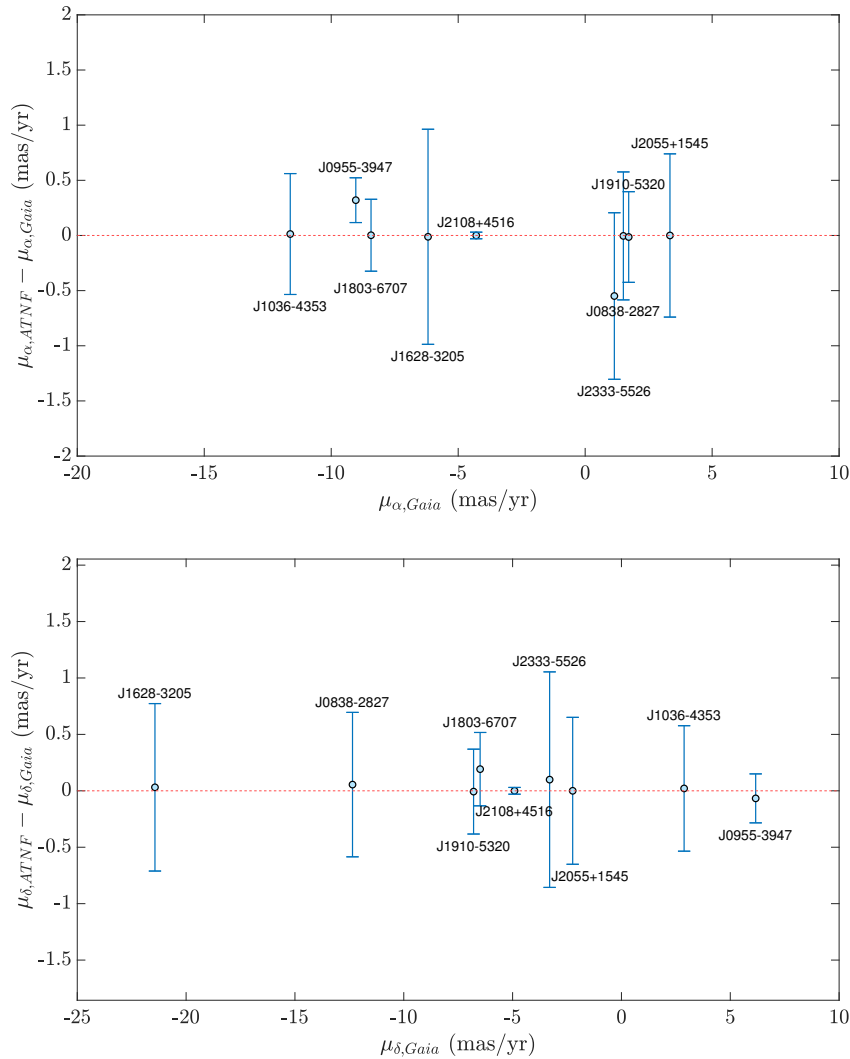 2
1.5
1
0.5
0
-0.5
-1
-1.5
-2
μα,ATNF − μα,Gaia (mas/yr)
J2055+1545
J0955-3947
J1910-5320
J2108+4516
J1803-6707
J1036-4353
J0838-2827
J1628-3205
J2333-5526
-20 -15 -10 -5 0 5 10
μα,Gaia (mas/yr)
2
1.5
1
0.5
0
-0.5
-1
-1.5
μδ,ATNF − μδ,Gaia (mas/yr)
J2333-5526
J1628-3205
J0838-2827
J1803-6707
J1036-4353
J2108+4516
J0955-3947
J1910-5320
J2055+1545
-25 -20 -15 -10 -5 0 5 10
μδ,Gaia (mas/yr)